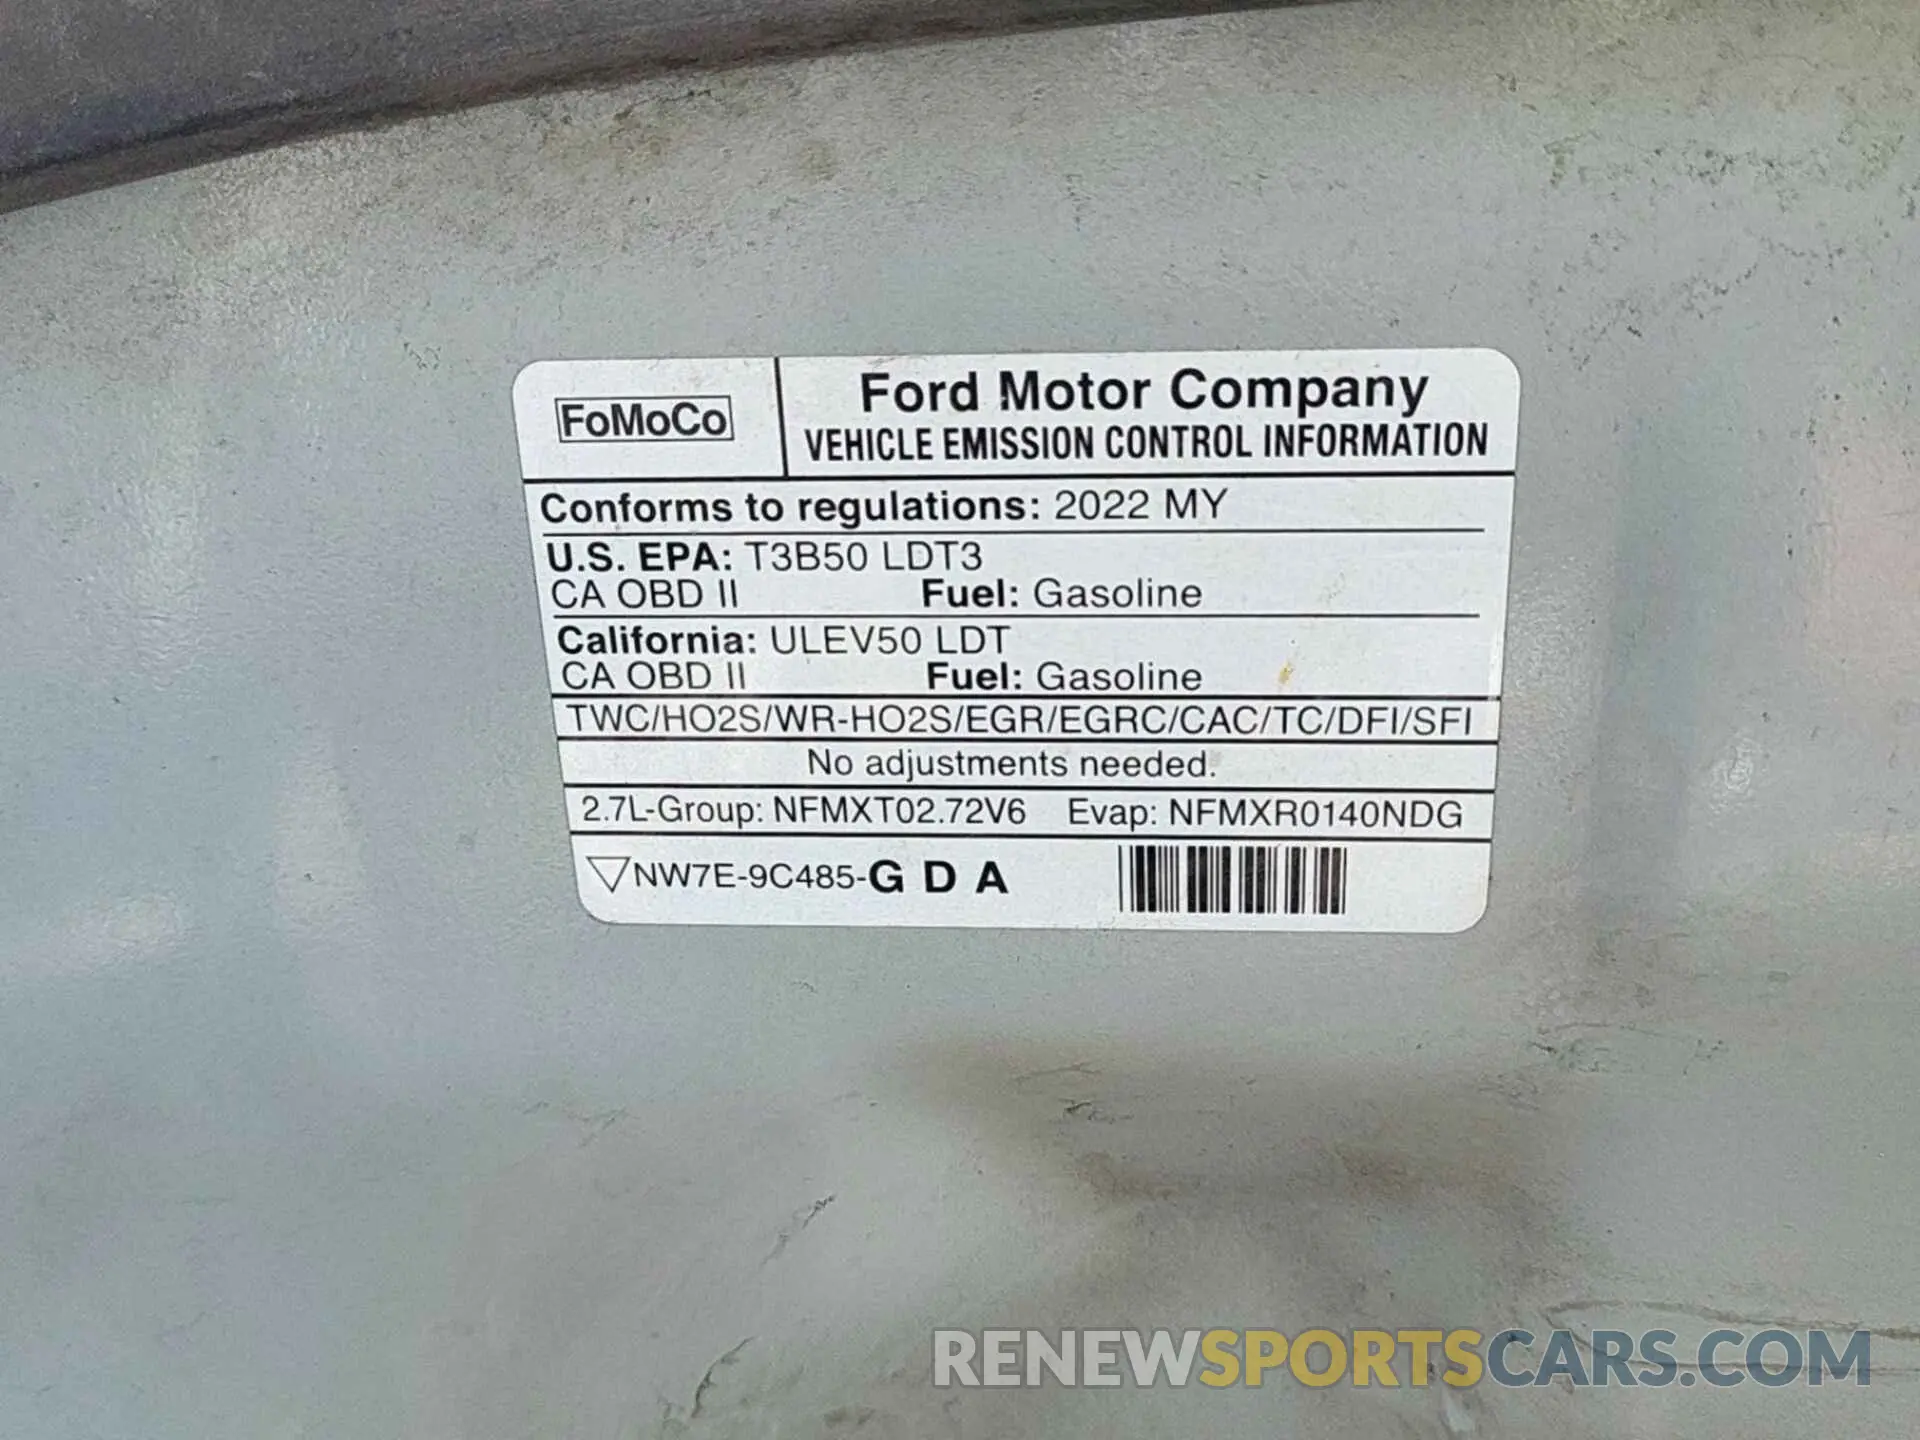 FoMoCo
Ford Motor Company
VEHICLE EMISSION CONTROL INFORMATION
Conforms to regulations: 2022 MY
U.S. EPA: T3B50 LDT3
CA OBD II Fuel: Gasoline
California: ULEV50 LDT
CA OBD II Fuel: Gasoline
TWC/HO2S/WR-HO2S/EGR/EGRC/CAC/TC/DFI/SFI
No adjustments needed.
2.7L-Group: NFMXT02.72V6 Evap: NFMXR0140NDG
NW7E-9C485-G D A
RENEWSPORTSCARS.COM